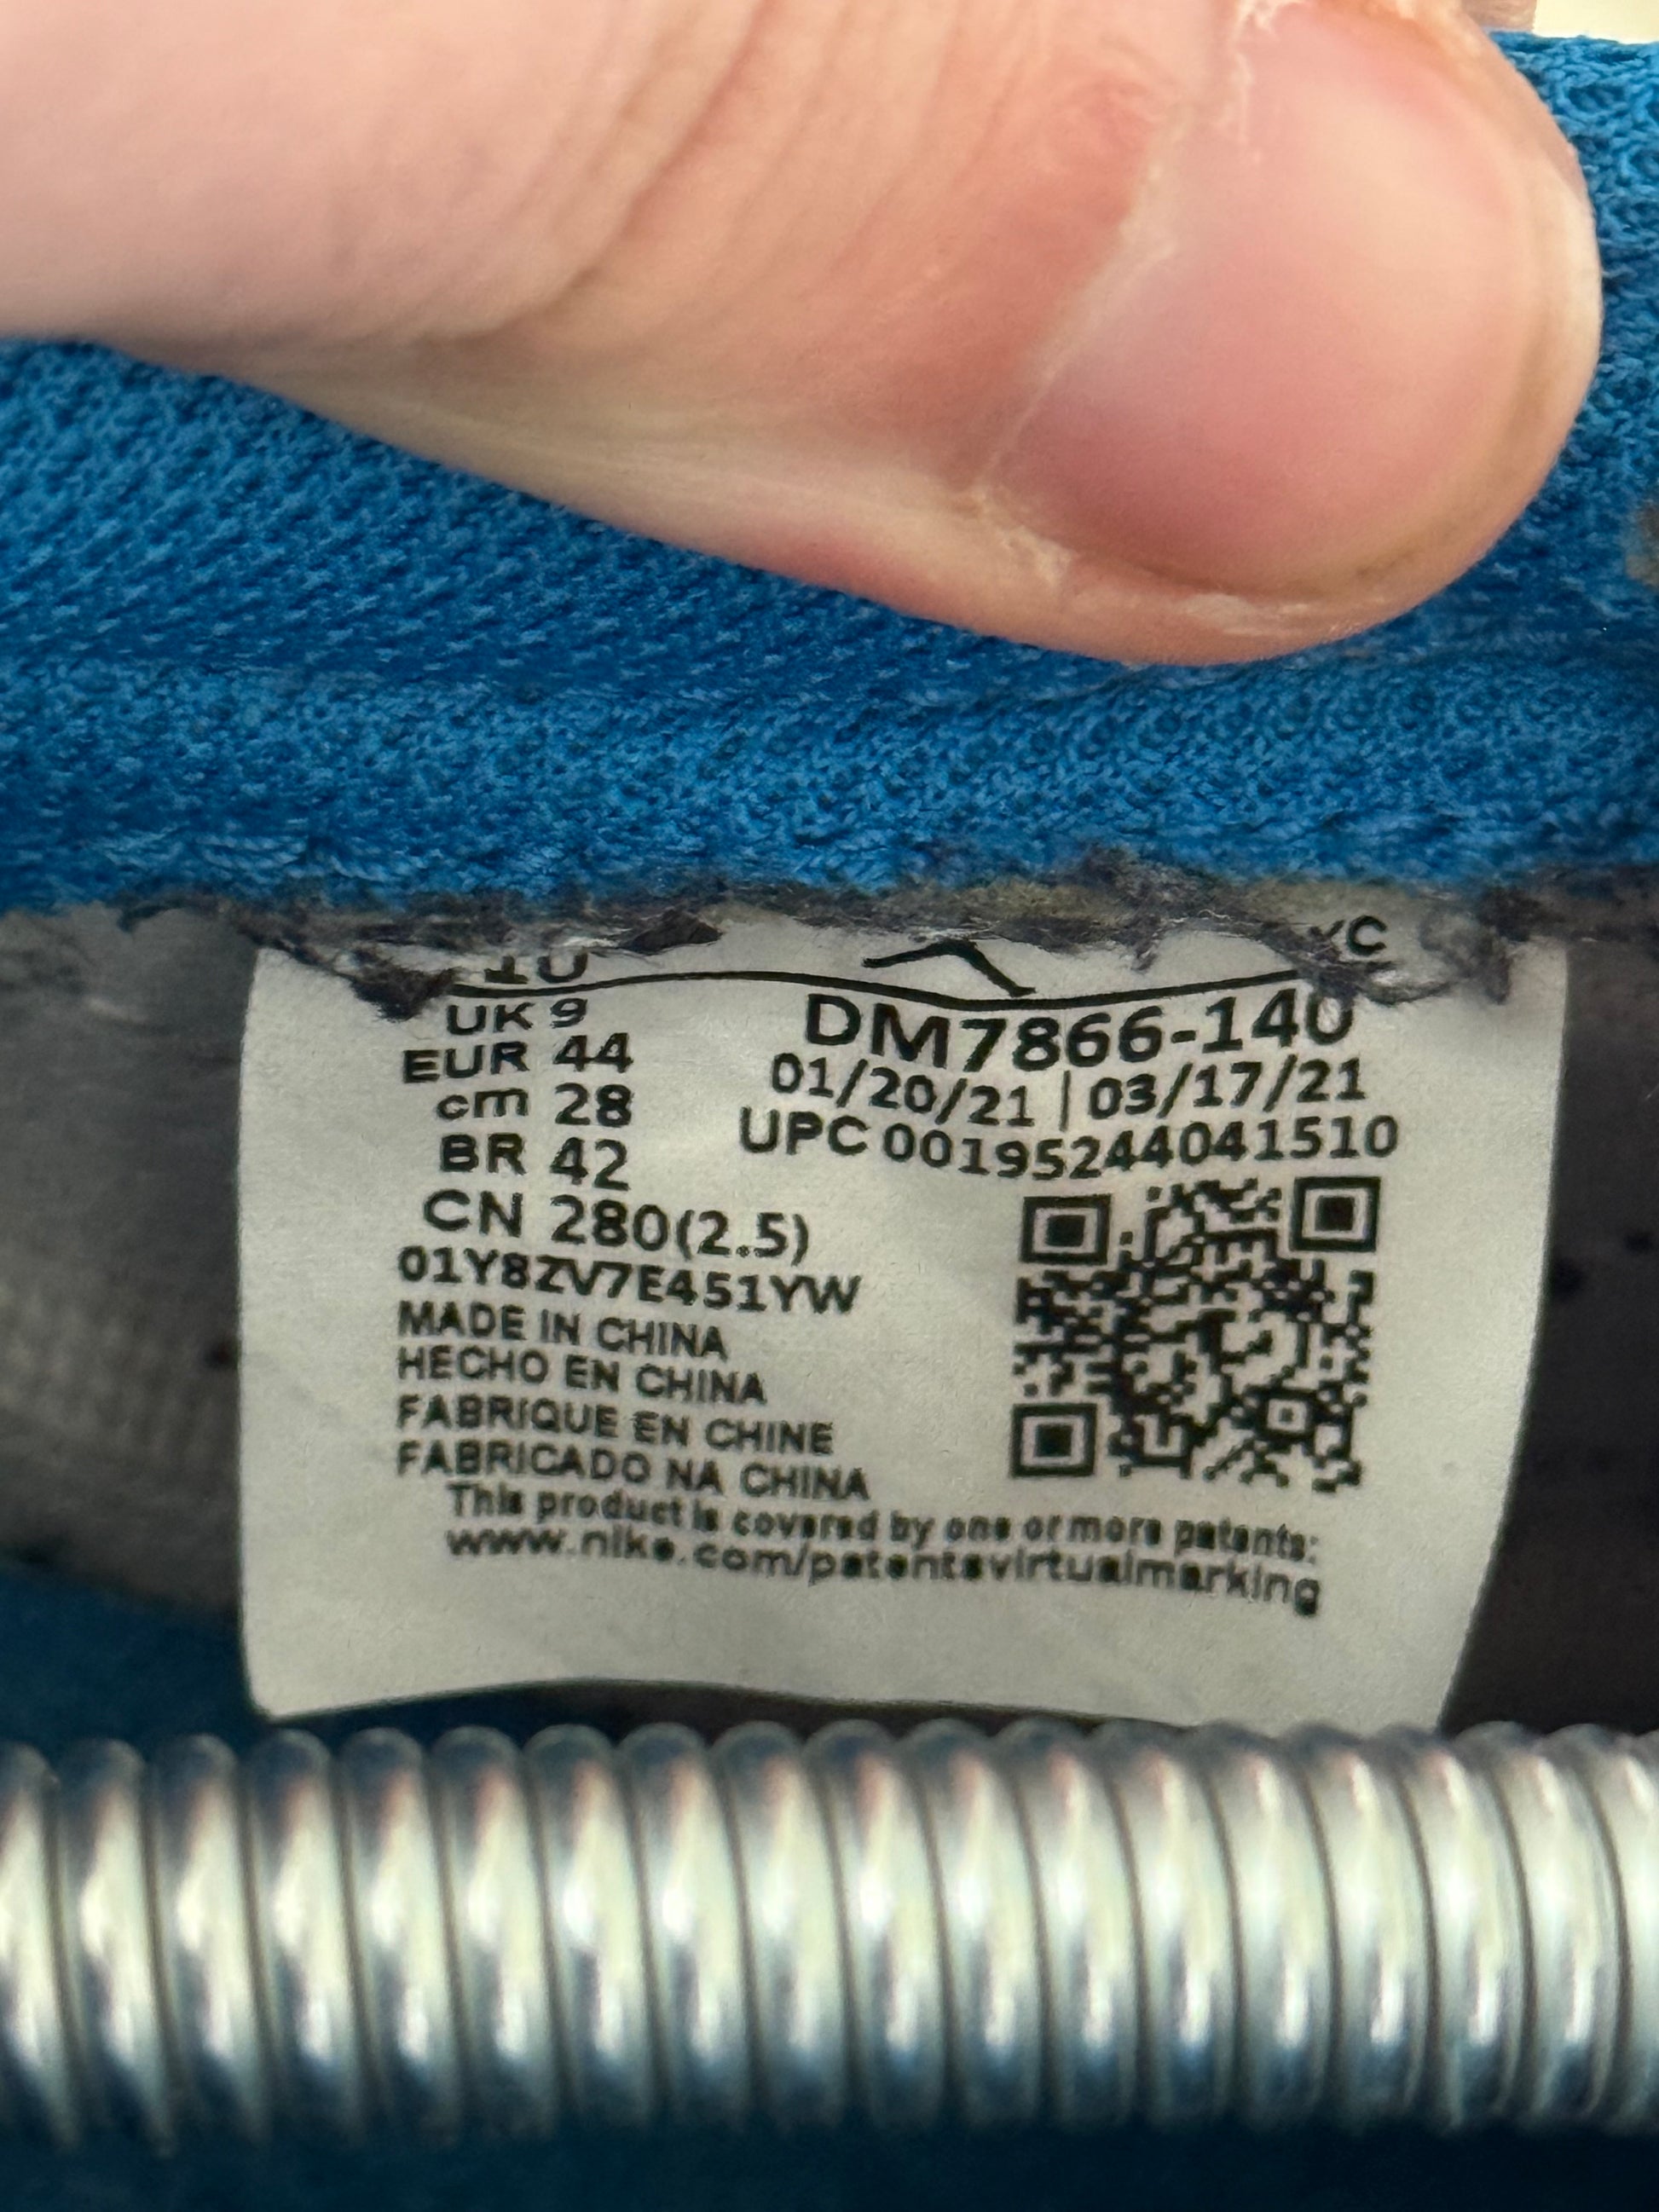 10
YC
UK 9
EUR 44
cm 28
BR 42
CN 280(2.5)
01Y8ZV7E451YW
DM7866-140
01/20/21 | 03/17/21
UPC 00195244041510
MADE IN CHINA
HECHO EN CHINA
FABRIQUE EN CHINE
FABRICADO NA CHINA
This product is covered by one or more patents:
www.nike.com/patentsvirtualmarking